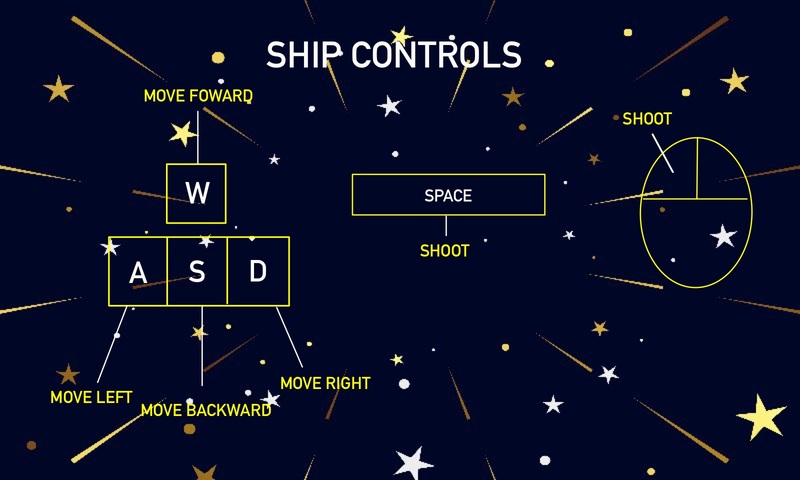 SHIP CONTROLS
MOVE FOWARD
SHOOT
W
SPACE
SHOOT
A S D
MOVE LEFT
MOVE BACKWARD
MOVE RIGHT